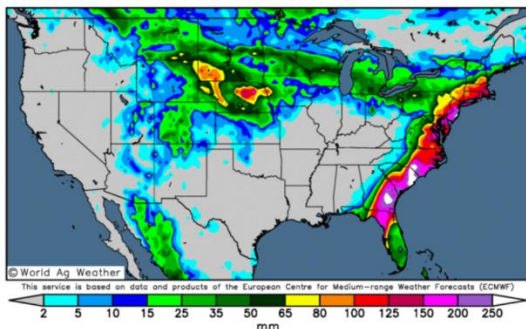 © World Ag Weather
This service is based on data and products of the European Centre for Medium-range Weather Forecasts (ECMWF)
2 5 10 15 25 35 50 65 80 100 125 150 200 250
mm